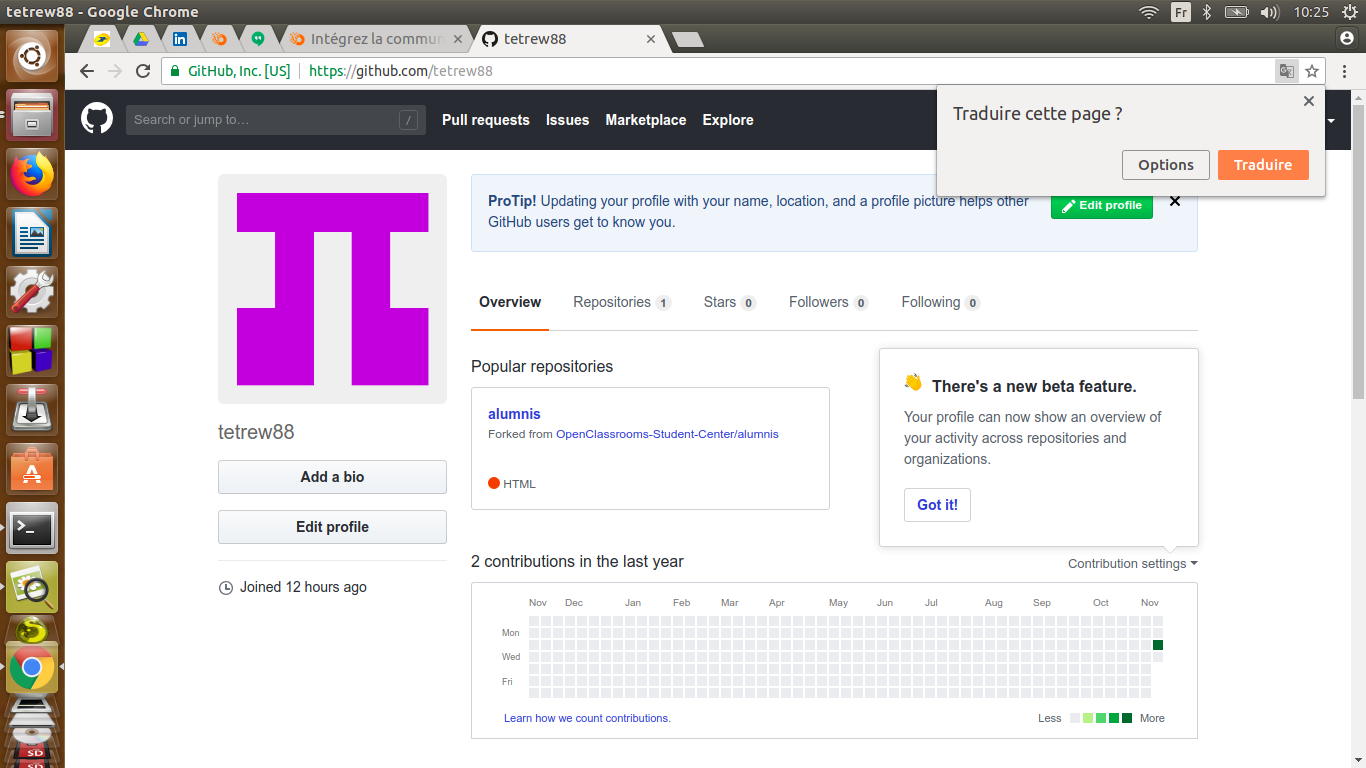 tetrew88 - Google Chrome
Fr
10:25
Intégrez la commun
tetrew88
GitHub, Inc. [US]
https://github.com/tetrew88
Search or jump to…
/
Pull requests
Issues
Marketplace
Explore
Traduire cette page ?
Options
Traduire
ProTip! Updating your profile with your name, location, and a profile picture helps other
GitHub users get to know you.
Edit profile
Overview
Repositories 1
Stars 0
Followers 0
Following 0
Popular repositories
alumnis
Forked from OpenClassrooms-Student-Center/alumnis
HTML
There's a new beta feature.
Your profile can now show an overview of
your activity across repositories and
organizations.
Got it!
tetrew88
Add a bio
Edit profile
Joined 12 hours ago
2 contributions in the last year
Contribution settings
Nov Dec Jan Feb Mar Apr May Jun Jul Aug Sep Oct Nov
Mon
Wed
Fri
Learn how we count contributions.
Less
More
SD
SD